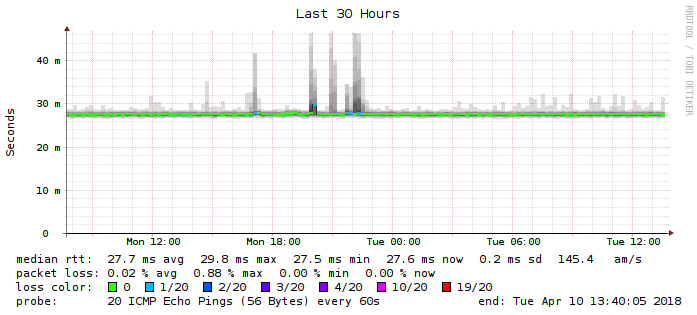 Last 30 Hours
RRDTOOL / TOBI OETIKER
Seconds
40 m
30 m
20 m
10 m
0
Mon 12:00 Mon 18:00 Tue 00:00 Tue 06:00 Tue 12:00
median rtt: 27.7 ms avg 29.8 ms max 27.5 ms min 27.6 ms now 0.2 ms sd 145.4 am/s
packet loss: 0.02 % avg 0.88 % max 0.00 % min 0.00 % now
loss color: 0 1/20 2/20 3/20 4/20 10/20 19/20
probe: 20 ICMP Echo Pings (56 Bytes) every 60s end: Tue Apr 10 13:40:05 2018